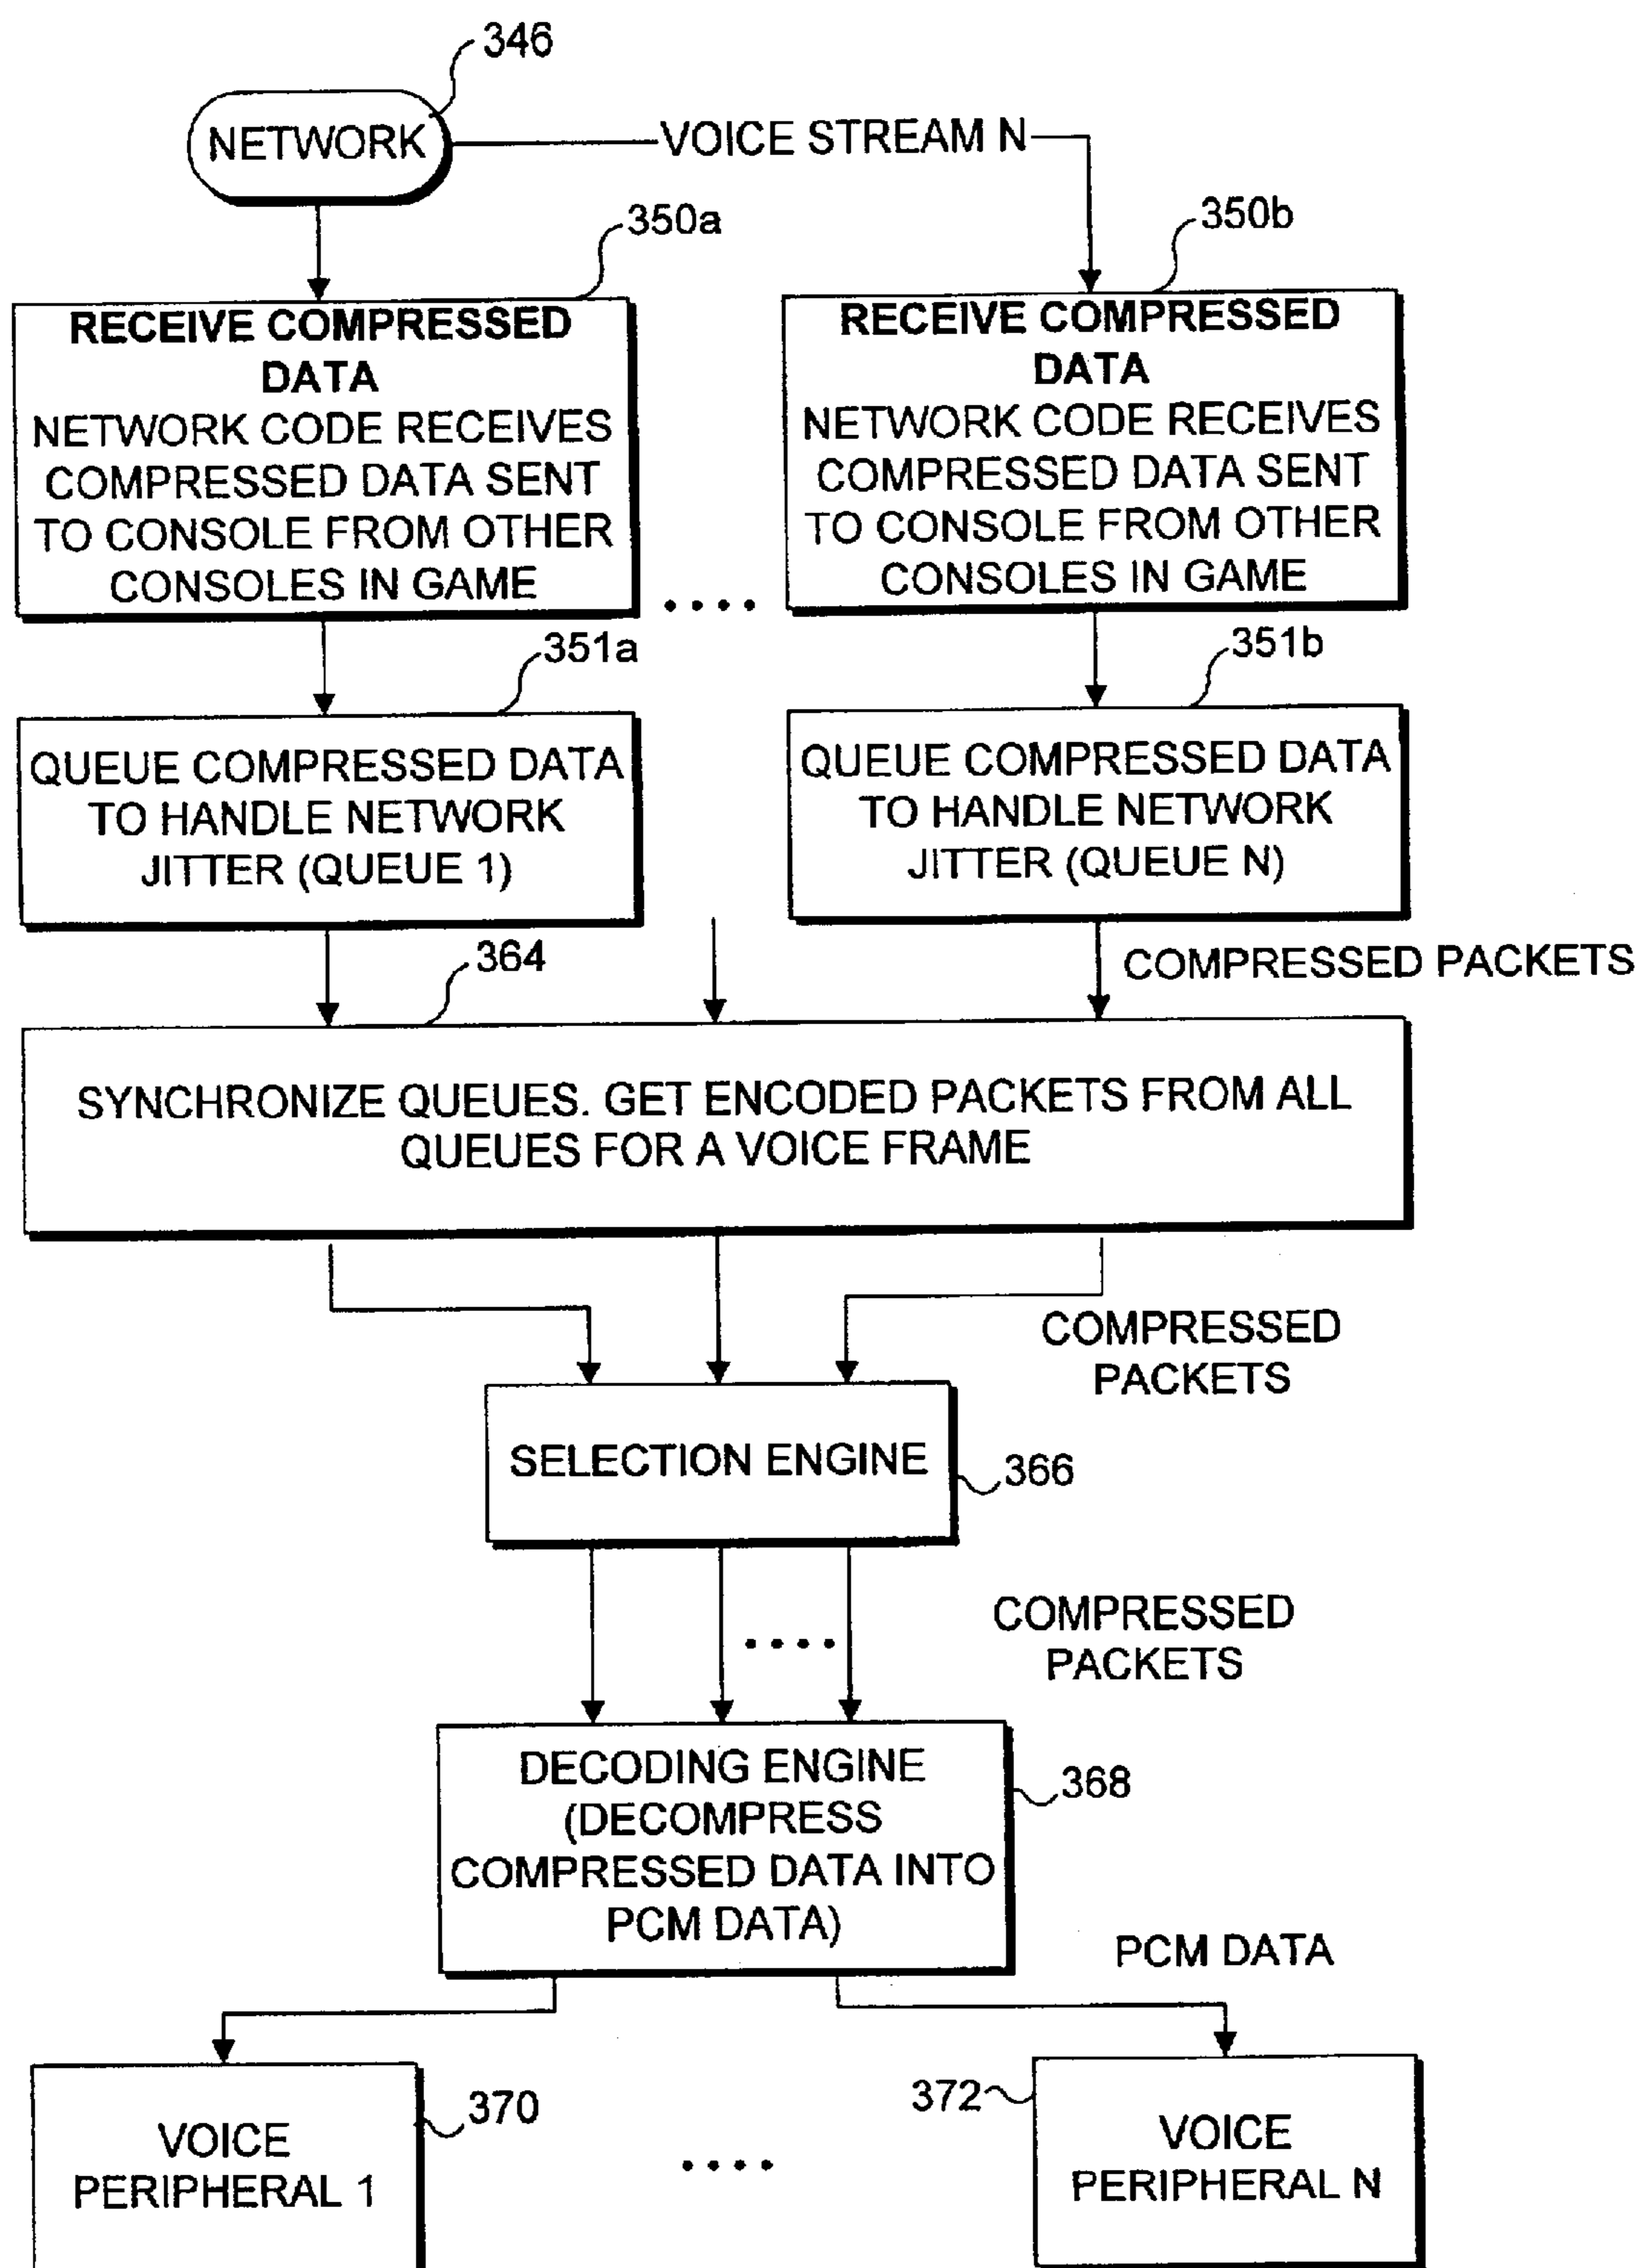 346
NETWORK
VOICE STREAM N
350a
350b
RECEIVE COMPRESSED
DATA
NETWORK CODE RECEIVES
COMPRESSED DATA SENT
TO CONSOLE FROM OTHER
CONSOLES IN GAME
RECEIVE COMPRESSED
DATA
NETWORK CODE RECEIVES
COMPRESSED DATA SENT
TO CONSOLE FROM OTHER
CONSOLES IN GAME
....
351a
351b
QUEUE COMPRESSED DATA
TO HANDLE NETWORK
JITTER (QUEUE 1)
QUEUE COMPRESSED DATA
TO HANDLE NETWORK
JITTER (QUEUE N)
364
COMPRESSED PACKETS
SYNCHRONIZE QUEUES. GET ENCODED PACKETS FROM ALL
QUEUES FOR A VOICE FRAME
COMPRESSED
PACKETS
SELECTION ENGINE
366
COMPRESSED
PACKETS
....
DECODING ENGINE
(DECOMPRESS
COMPRESSED DATA INTO
PCM DATA)
368
PCM DATA
VOICE
PERIPHERAL 1
370
....
372
VOICE
PERIPHERAL N